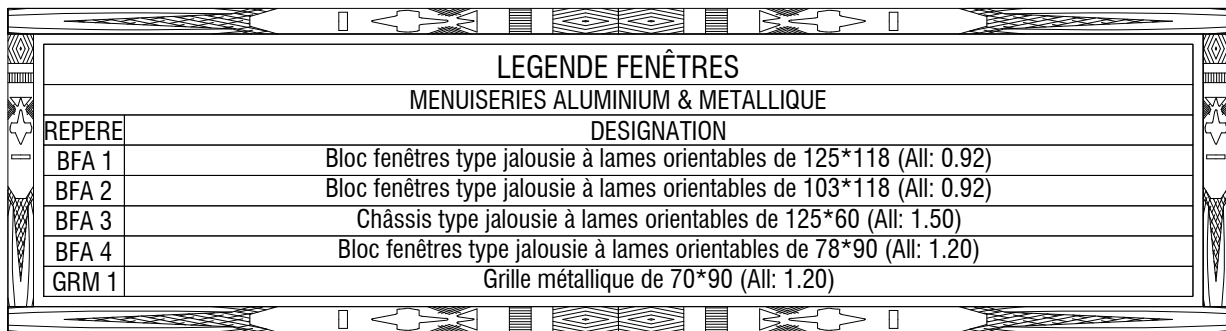 LEGENDE FENÊTRES
MENUISERIES ALUMINIUM & METALLIQUE
REPERE DESIGNATION
BFA 1 Bloc fenêtres type jalousie à lames orientables de 125*118 (All: 0.92)
BFA 2 Bloc fenêtres type jalousie à lames orientables de 103*118 (All: 0.92)
BFA 3 Châssis type jalousie à lames orientables de 125*60 (All: 1.50)
BFA 4 Bloc fenêtres type jalousie à lames orientables de 78*90 (All: 1.20)
GRM 1 Grille métallique de 70*90 (All: 1.20)